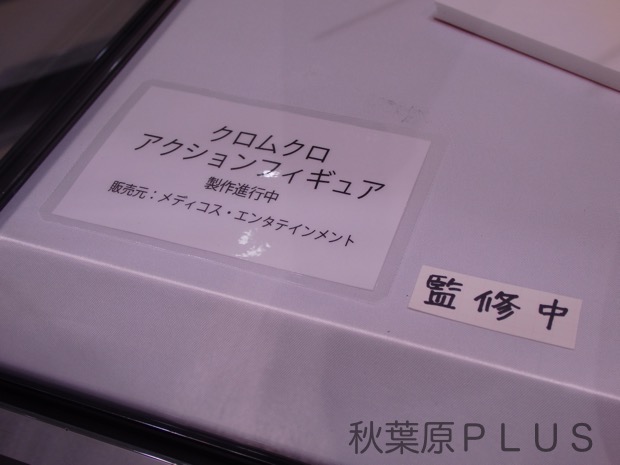 クロムクロ
アクションフィギュア
製作進行中
販売元：メディコス・エンタテインメント
監修中
秋葉原PLUS